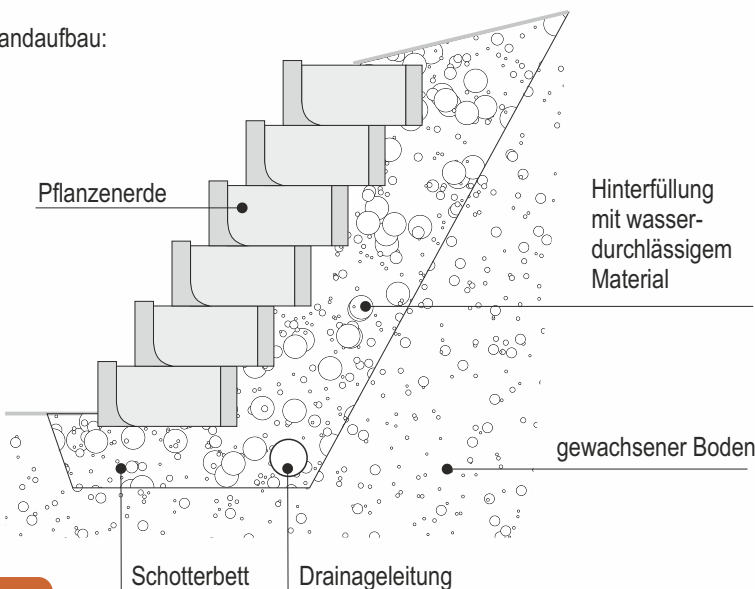 andaufbau:
Pflanzenerde
Hinterfüllung
mit wasser-
durchlässigem
Material
gewachsener Boden
Schotterbett
Drainageleitung